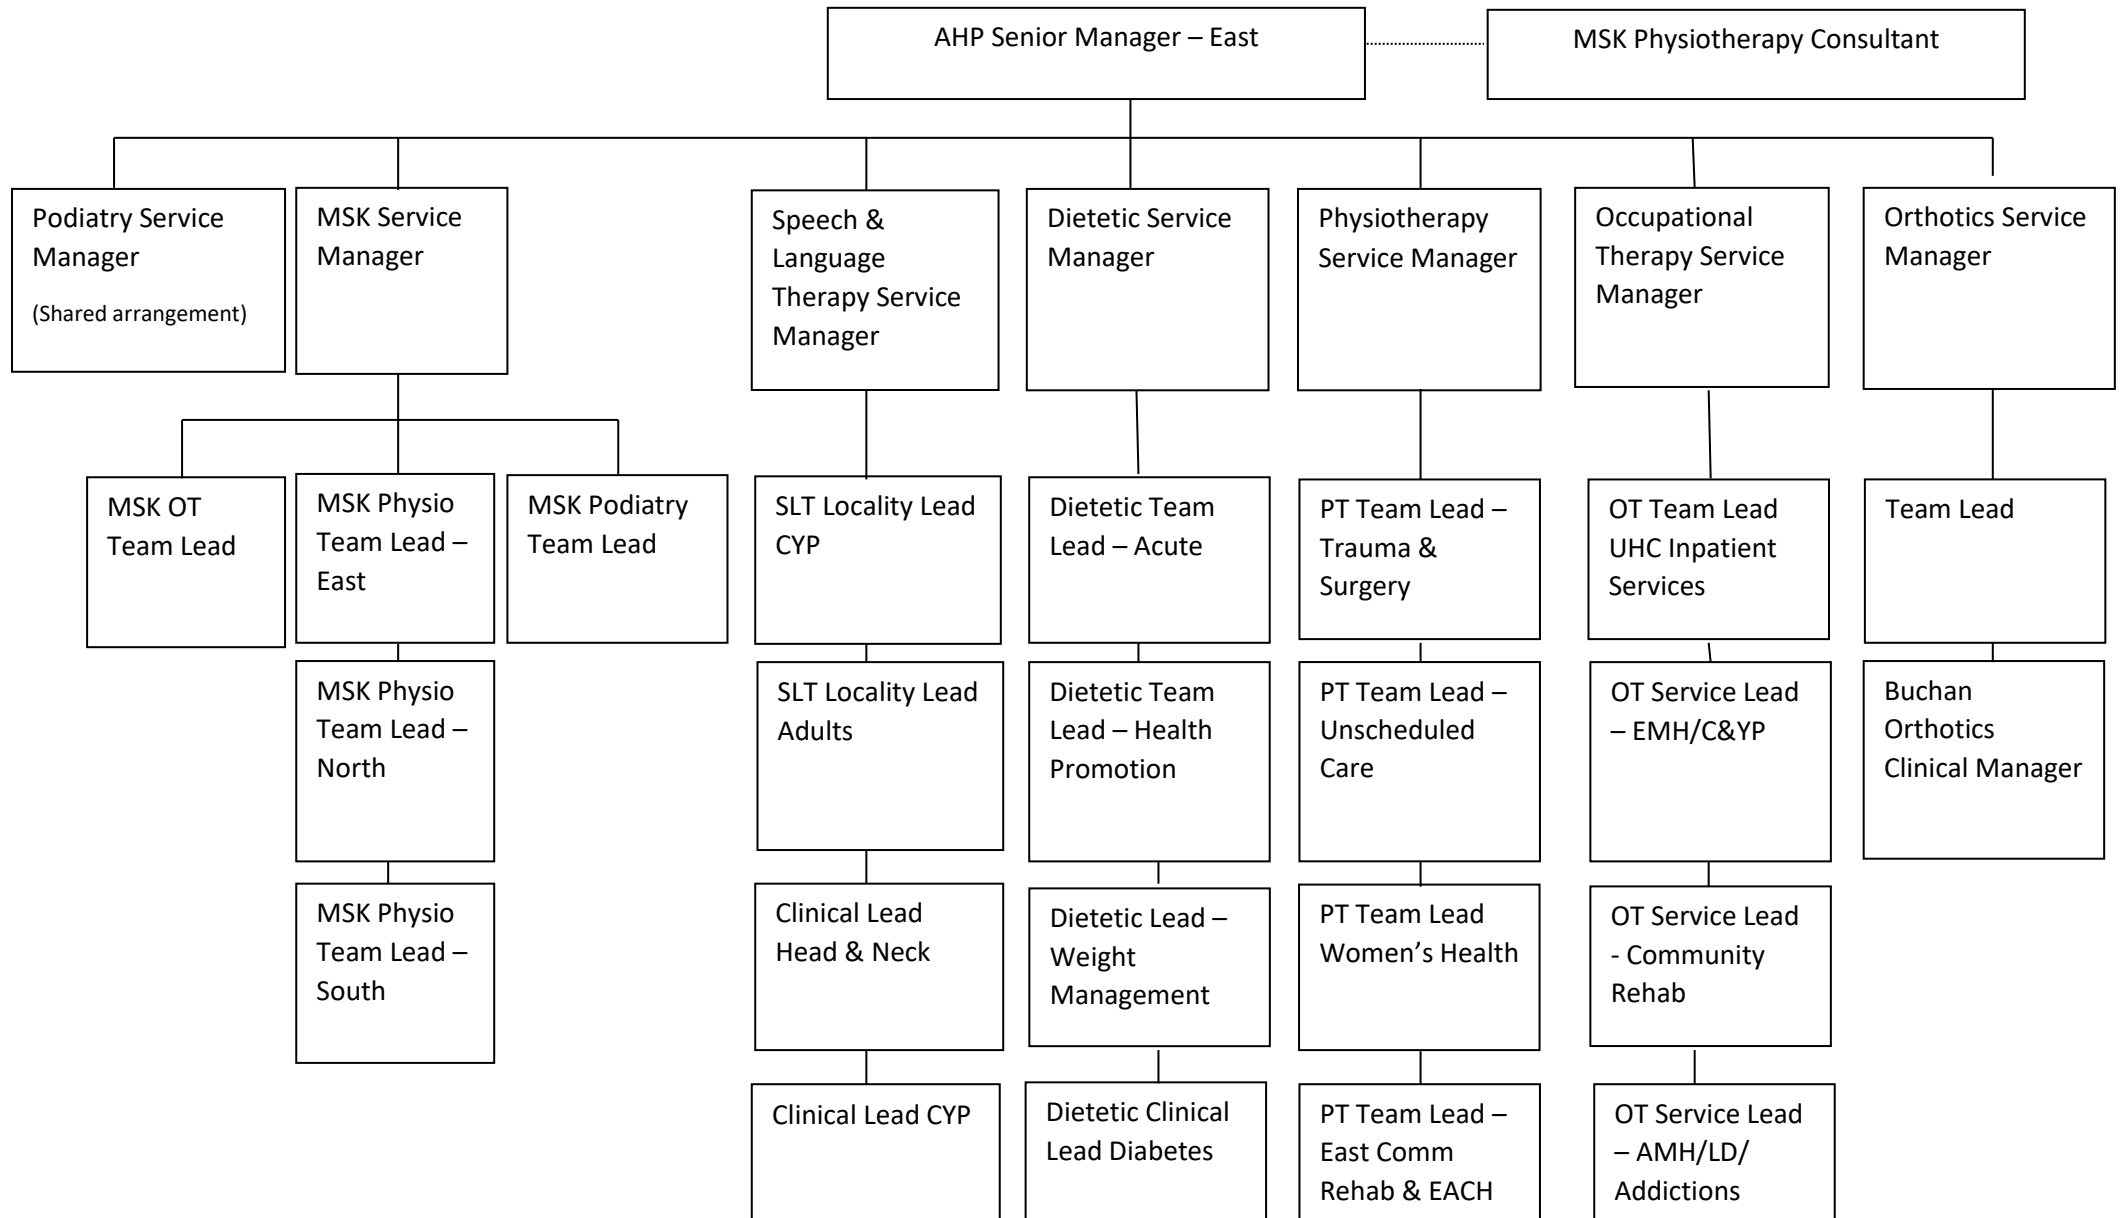 AHP Senior Manager – East
MSK Physiotherapy Consultant
Podiatry Service
Manager
(Shared arrangement)
MSK Service
Manager
Speech &
Language
Therapy Service
Manager
Dietetic Service
Manager
Physiotherapy
Service Manager
Occupational
Therapy Service
Manager
Orthotics Service
Manager
MSK OT
Team Lead
MSK Physio
Team Lead –
East
MSK Podiatry
Team Lead
SLT Locality Lead
CYP
Dietetic Team
Lead – Acute
PT Team Lead –
Trauma &
Surgery
OT Team Lead
UHC Inpatient
Services
Team Lead
MSK Physio
Team Lead –
North
SLT Locality Lead
Adults
Dietetic Team
Lead – Health
Promotion
PT Team Lead –
Unscheduled
Care
OT Service Lead
– EMH/C&YP
Buchan
Orthotics
Clinical Manager
MSK Physio
Team Lead –
South
Clinical Lead
Head & Neck
Dietetic Lead –
Weight
Management
PT Team Lead
Women’s Health
OT Service Lead
- Community
Rehab
Clinical Lead CYP
Dietetic Clinical
Lead Diabetes
PT Team Lead –
East Comm
Rehab & EACH
OT Service Lead
– AMH/LD/
Addictions